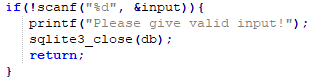 if(!scanf("%d", &input)){
    printf("Please give valid input!");
    sqlite3_close(db);
    return;
}